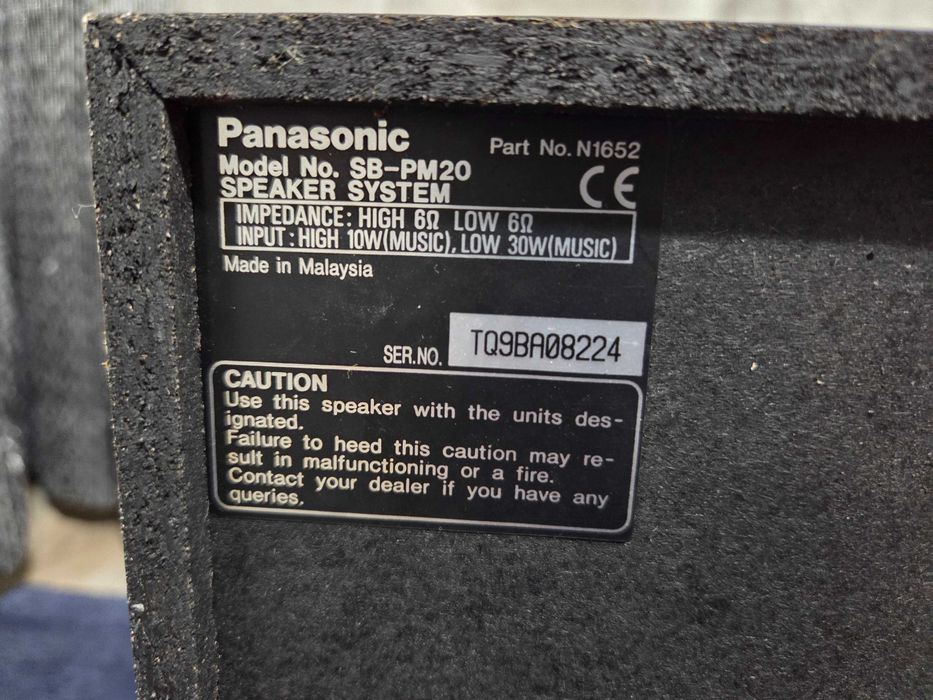 Panasonic
Part No. N1652
Model No. SB-PM20
SPEAKER SYSTEM
CE
IMPEDANCE: HIGH 6Ω LOW 6Ω
INPUT: HIGH 10W(MUSIC), LOW 30W(MUSIC)
Made in Malaysia
SER.NO. TQ9BA08224
CAUTION
Use this speaker with the units des-
ignated.
Failure to heed this caution may re-
sult in malfunctioning or a fire.
Contact your dealer if you have any
queries.